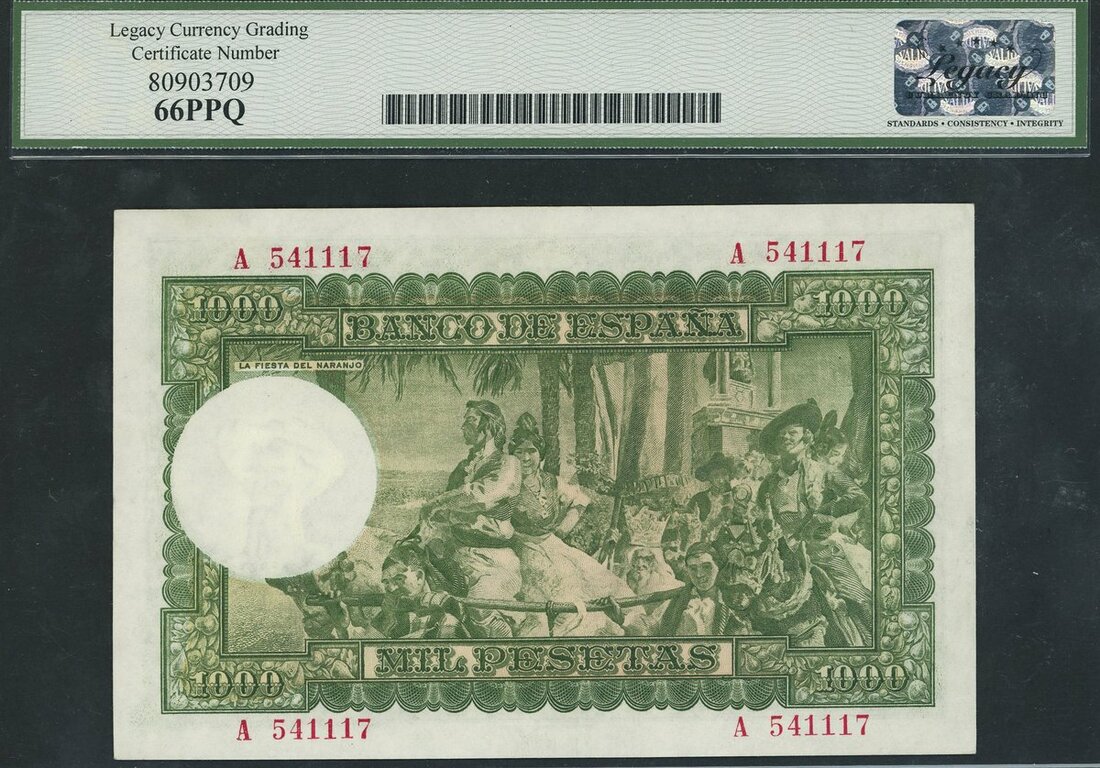 Legacy Currency Grading
Certificate Number
80903709
66PPQ
Legacy
STANDARDS • CONSISTENCY • INTEGRITY
A 541117
A 541117
1000
1000
BANCO DE ESPAÑA
LA FIESTA DEL NARANJO
MIL PESETAS
1000
1000
A 541117
A 541117